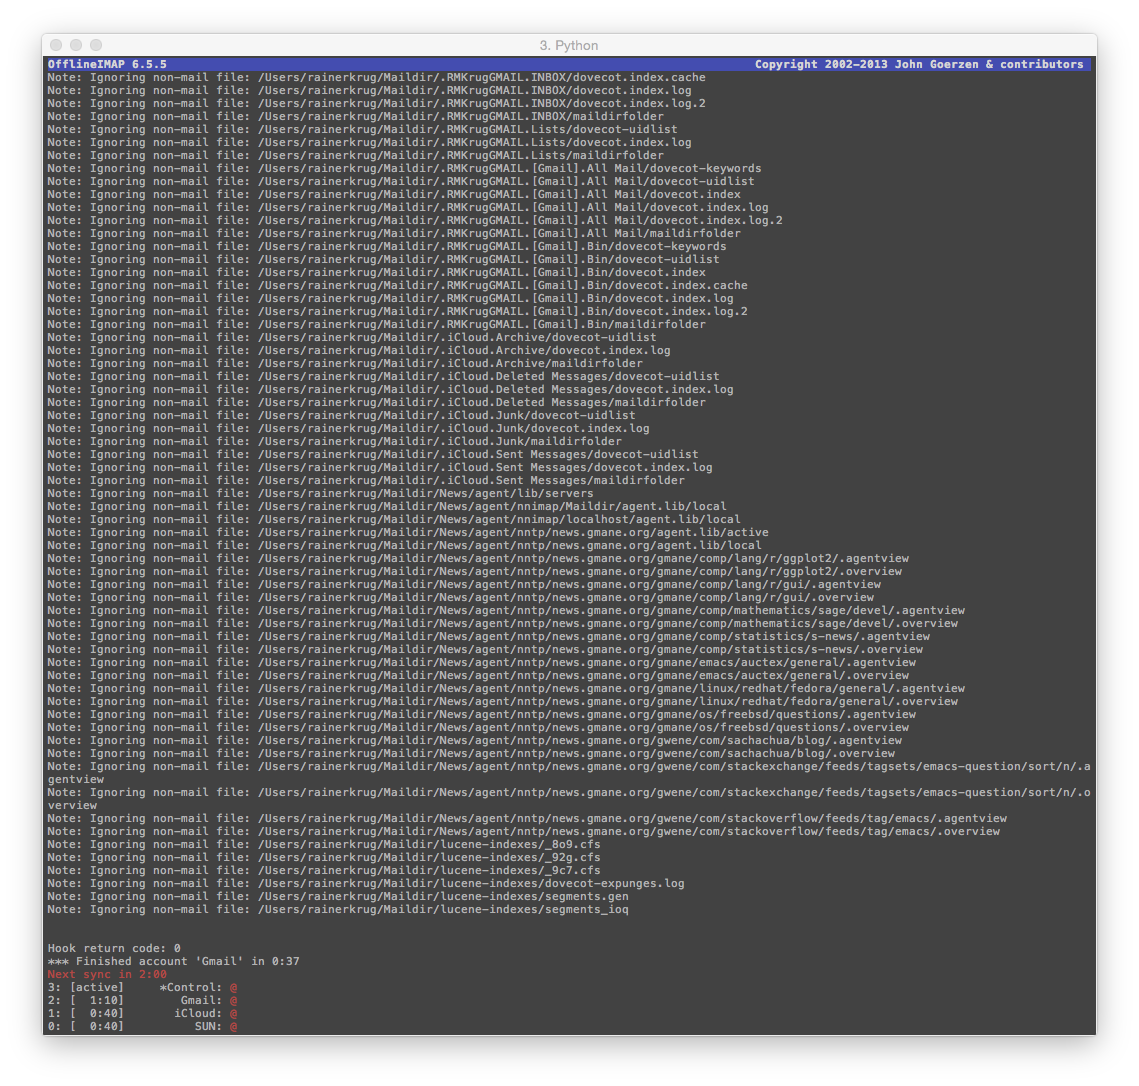 3. Python
OfflineIMAP 6.5.5 Copyright 2002-2013 John Goerzen & contributors
Note: Ignoring non-mail file: /Users/rainerkrug/Maildir/.RMKrugGMAIL.INBOX/dovecot.index.cache
Note: Ignoring non-mail file: /Users/rainerkrug/Maildir/.RMKrugGMAIL.INBOX/dovecot.index.log
Note: Ignoring non-mail file: /Users/rainerkrug/Maildir/.RMKrugGMAIL.INBOX/dovecot.index.log.2
Note: Ignoring non-mail file: /Users/rainerkrug/Maildir/.RMKrugGMAIL.INBOX/maildirfolder
Note: Ignoring non-mail file: /Users/rainerkrug/Maildir/.RMKrugGMAIL.Lists/dovecot-uidlist
Note: Ignoring non-mail file: /Users/rainerkrug/Maildir/.RMKrugGMAIL.Lists/dovecot.index.log
Note: Ignoring non-mail file: /Users/rainerkrug/Maildir/.RMKrugGMAIL.Lists/maildirfolder
Note: Ignoring non-mail file: /Users/rainerkrug/Maildir/.RMKrugGMAIL.[Gmail].All Mail/dovecot-keywords
Note: Ignoring non-mail file: /Users/rainerkrug/Maildir/.RMKrugGMAIL.[Gmail].All Mail/dovecot-uidlist
Note: Ignoring non-mail file: /Users/rainerkrug/Maildir/.RMKrugGMAIL.[Gmail].All Mail/dovecot.index
Note: Ignoring non-mail file: /Users/rainerkrug/Maildir/.RMKrugGMAIL.[Gmail].All Mail/dovecot.index.log
Note: Ignoring non-mail file: /Users/rainerkrug/Maildir/.RMKrugGMAIL.[Gmail].All Mail/dovecot.index.log.2
Note: Ignoring non-mail file: /Users/rainerkrug/Maildir/.RMKrugGMAIL.[Gmail].All Mail/maildirfolder
Note: Ignoring non-mail file: /Users/rainerkrug/Maildir/.RMKrugGMAIL.[Gmail].Bin/dovecot-keywords
Note: Ignoring non-mail file: /Users/rainerkrug/Maildir/.RMKrugGMAIL.[Gmail].Bin/dovecot-uidlist
Note: Ignoring non-mail file: /Users/rainerkrug/Maildir/.RMKrugGMAIL.[Gmail].Bin/dovecot.index
Note: Ignoring non-mail file: /Users/rainerkrug/Maildir/.RMKrugGMAIL.[Gmail].Bin/dovecot.index.cache
Note: Ignoring non-mail file: /Users/rainerkrug/Maildir/.RMKrugGMAIL.[Gmail].Bin/dovecot.index.log
Note: Ignoring non-mail file: /Users/rainerkrug/Maildir/.RMKrugGMAIL.[Gmail].Bin/dovecot.index.log.2
Note: Ignoring non-mail file: /Users/rainerkrug/Maildir/.RMKrugGMAIL.[Gmail].Bin/maildirfolder
Note: Ignoring non-mail file: /Users/rainerkrug/Maildir/.iCloud.Archive/dovecot-uidlist
Note: Ignoring non-mail file: /Users/rainerkrug/Maildir/.iCloud.Archive/dovecot.index.log
Note: Ignoring non-mail file: /Users/rainerkrug/Maildir/.iCloud.Archive/maildirfolder
Note: Ignoring non-mail file: /Users/rainerkrug/Maildir/.iCloud.Deleted Messages/dovecot-uidlist
Note: Ignoring non-mail file: /Users/rainerkrug/Maildir/.iCloud.Deleted Messages/dovecot.index.log
Note: Ignoring non-mail file: /Users/rainerkrug/Maildir/.iCloud.Deleted Messages/maildirfolder
Note: Ignoring non-mail file: /Users/rainerkrug/Maildir/.iCloud.Junk/dovecot-uidlist
Note: Ignoring non-mail file: /Users/rainerkrug/Maildir/.iCloud.Junk/dovecot.index.log
Note: Ignoring non-mail file: /Users/rainerkrug/Maildir/.iCloud.Junk/maildirfolder
Note: Ignoring non-mail file: /Users/rainerkrug/Maildir/.iCloud.Sent Messages/dovecot-uidlist
Note: Ignoring non-mail file: /Users/rainerkrug/Maildir/.iCloud.Sent Messages/dovecot.index.log
Note: Ignoring non-mail file: /Users/rainerkrug/Maildir/.iCloud.Sent Messages/maildirfolder
Note: Ignoring non-mail file: /Users/rainerkrug/Maildir/News/agent/lib/servers
Note: Ignoring non-mail file: /Users/rainerkrug/Maildir/News/agent/nnimap/Maildir/agent.lib/local
Note: Ignoring non-mail file: /Users/rainerkrug/Maildir/News/agent/nnimap/localhost/agent.lib/local
Note: Ignoring non-mail file: /Users/rainerkrug/Maildir/News/agent/nntp/news.gmane.org/agent.lib/active
Note: Ignoring non-mail file: /Users/rainerkrug/Maildir/News/agent/nntp/news.gmane.org/agent.lib/local
Note: Ignoring non-mail file: /Users/rainerkrug/Maildir/News/agent/nntp/news.gmane.org/gmane/comp/lang/r/ggplot2/.agentview
Note: Ignoring non-mail file: /Users/rainerkrug/Maildir/News/agent/nntp/news.gmane.org/gmane/comp/lang/r/ggplot2/.overview
Note: Ignoring non-mail file: /Users/rainerkrug/Maildir/News/agent/nntp/news.gmane.org/gmane/comp/lang/r/gui/.agentview
Note: Ignoring non-mail file: /Users/rainerkrug/Maildir/News/agent/nntp/news.gmane.org/gmane/comp/lang/r/gui/.overview
Note: Ignoring non-mail file: /Users/rainerkrug/Maildir/News/agent/nntp/news.gmane.org/gmane/comp/mathematics/sage/devel/.agentview
Note: Ignoring non-mail file: /Users/rainerkrug/Maildir/News/agent/nntp/news.gmane.org/gmane/comp/mathematics/sage/devel/.overview
Note: Ignoring non-mail file: /Users/rainerkrug/Maildir/News/agent/nntp/news.gmane.org/gmane/comp/statistics/s-news/.agentview
Note: Ignoring non-mail file: /Users/rainerkrug/Maildir/News/agent/nntp/news.gmane.org/gmane/comp/statistics/s-news/.overview
Note: Ignoring non-mail file: /Users/rainerkrug/Maildir/News/agent/nntp/news.gmane.org/gmane/emacs/auctex/general/.agentview
Note: Ignoring non-mail file: /Users/rainerkrug/Maildir/News/agent/nntp/news.gmane.org/gmane/emacs/auctex/general/.overview
Note: Ignoring non-mail file: /Users/rainerkrug/Maildir/News/agent/nntp/news.gmane.org/gmane/linux/redhat/fedora/general/.agentview
Note: Ignoring non-mail file: /Users/rainerkrug/Maildir/News/agent/nntp/news.gmane.org/gmane/linux/redhat/fedora/general/.overview
Note: Ignoring non-mail file: /Users/rainerkrug/Maildir/News/agent/nntp/news.gmane.org/gmane/os/freebsd/questions/.agentview
Note: Ignoring non-mail file: /Users/rainerkrug/Maildir/News/agent/nntp/news.gmane.org/gmane/os/freebsd/questions/.overview
Note: Ignoring non-mail file: /Users/rainerkrug/Maildir/News/agent/nntp/news.gmane.org/gwene/com/sachachua/blog/.agentview
Note: Ignoring non-mail file: /Users/rainerkrug/Maildir/News/agent/nntp/news.gmane.org/gwene/com/sachachua/blog/.overview
Note: Ignoring non-mail file: /Users/rainerkrug/Maildir/News/agent/nntp/news.gmane.org/gwene/com/stackexchange/feeds/tagsets/emacs-question/sort/n/.a
gentview
Note: Ignoring non-mail file: /Users/rainerkrug/Maildir/News/agent/nntp/news.gmane.org/gwene/com/stackexchange/feeds/tagsets/emacs-question/sort/n/.o
verview
Note: Ignoring non-mail file: /Users/rainerkrug/Maildir/News/agent/nntp/news.gmane.org/gwene/com/stackoverflow/feeds/tag/emacs/.agentview
Note: Ignoring non-mail file: /Users/rainerkrug/Maildir/News/agent/nntp/news.gmane.org/gwene/com/stackoverflow/feeds/tag/emacs/.overview
Note: Ignoring non-mail file: /Users/rainerkrug/Maildir/lucene-indexes/_8o9.cfs
Note: Ignoring non-mail file: /Users/rainerkrug/Maildir/lucene-indexes/_92g.cfs
Note: Ignoring non-mail file: /Users/rainerkrug/Maildir/lucene-indexes/_9c7.cfs
Note: Ignoring non-mail file: /Users/rainerkrug/Maildir/lucene-indexes/dovecot-expunges.log
Note: Ignoring non-mail file: /Users/rainerkrug/Maildir/lucene-indexes/segments.gen
Note: Ignoring non-mail file: /Users/rainerkrug/Maildir/lucene-indexes/segments_ioq
Hook return code: 0
*** Finished account 'Gmail' in 0:37
Next sync in 2:00
3: [active] *Control: @
2: [ 1:10] Gmail: @
1: [ 0:40] iCloud: @
0: [ 0:40] SUN: @